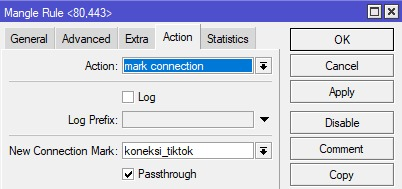 Mangle Rule <80,443>
General Advanced Extra Action Statistics
Action: mark connection
Log
Log Prefix:
New Connection Mark: koneksi_tiktok
Passthrough
OK
Cancel
Apply
Disable
Comment
Copy